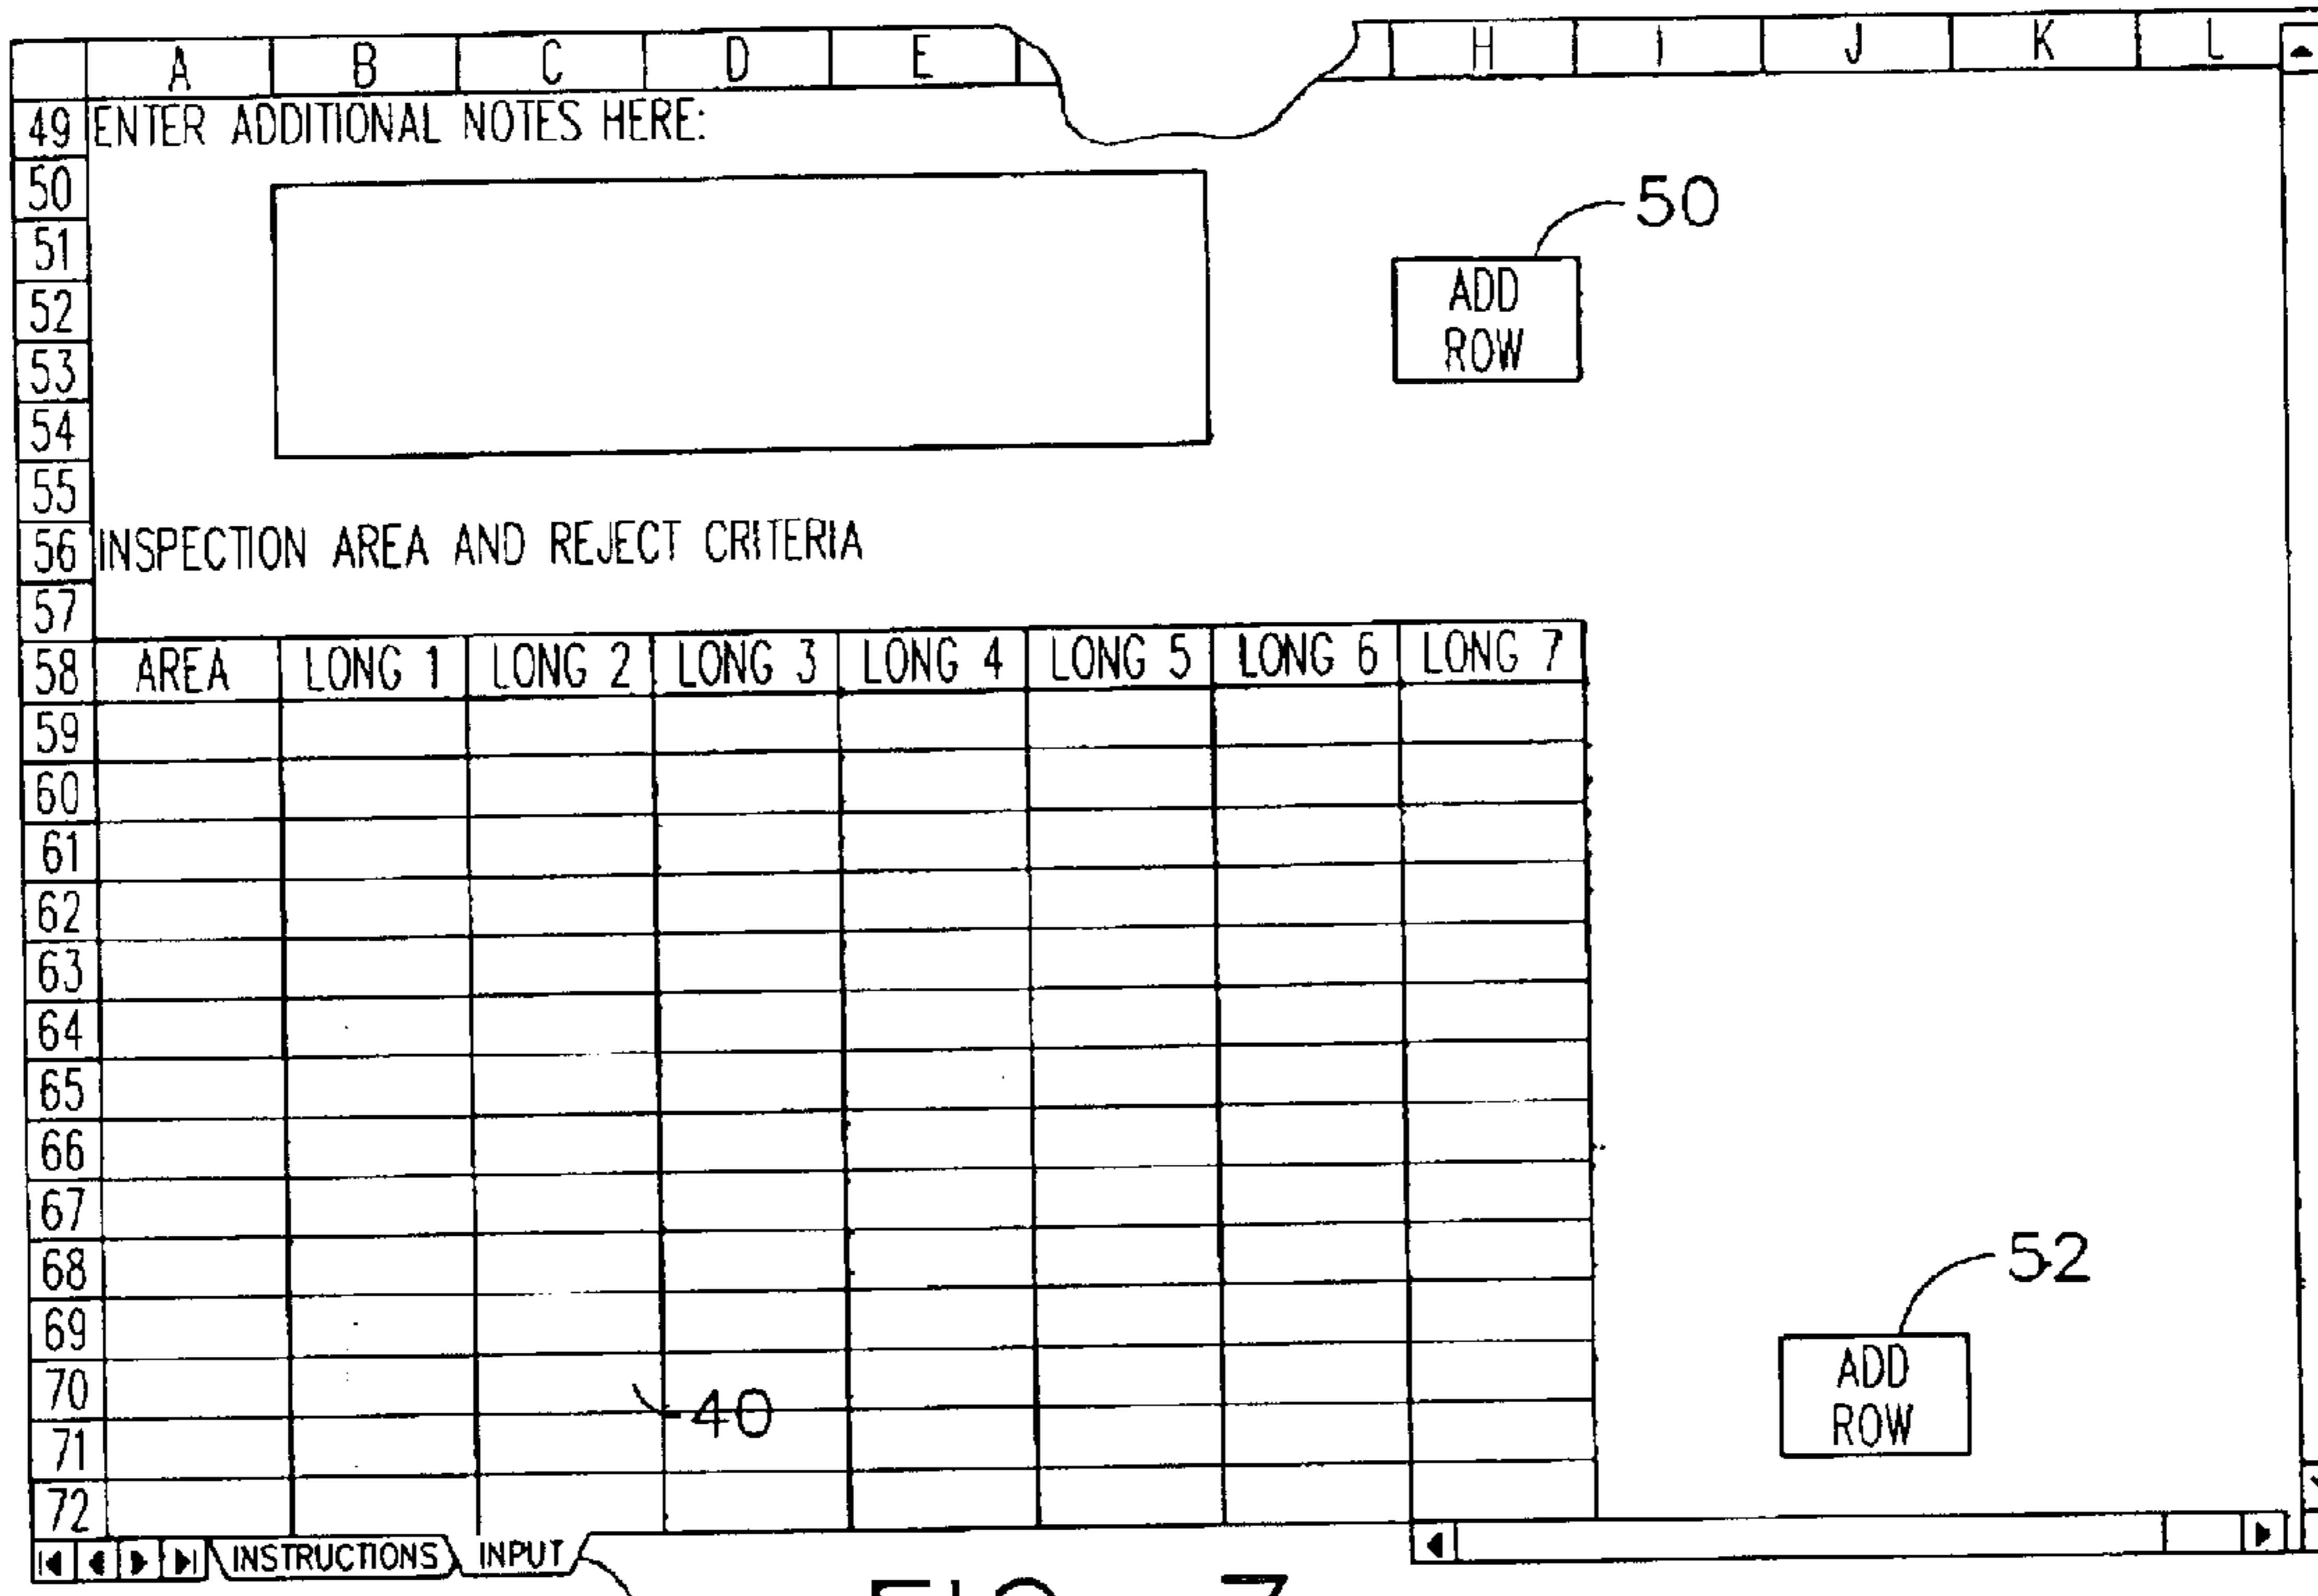 A B C D E H I J K L
49 ENTER ADDITIONAL NOTES HERE:
50
50
51
52
ADD
ROW
53
54
55
56 INSPECTION AREA AND REJECT CRITERIA
57
58 AREA LONG 1 LONG 2 LONG 3 LONG 4 LONG 5 LONG 6 LONG 7
59
60
61
62
63
64
65
66
67
68
52
69
70
40
ADD
ROW
71
72
INSTRUCTIONS INPUT